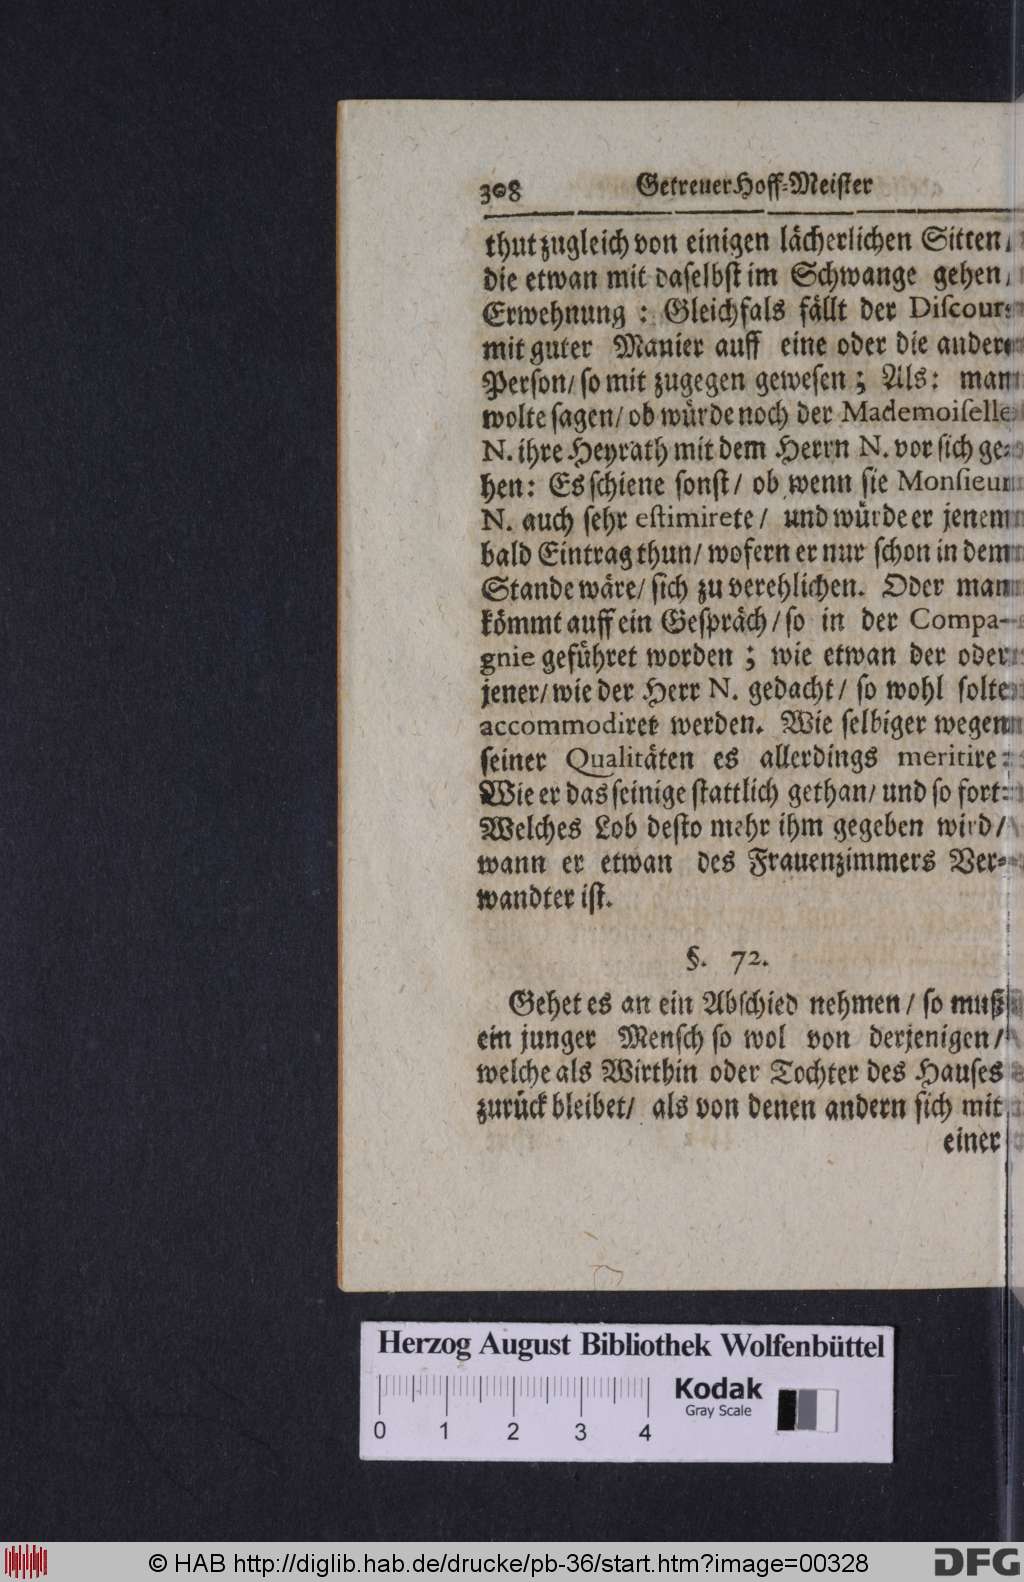 308 Getreuer Hoff-Meister
thut zugleich von einigen lächerlichen Sitten,
die etwan mit daselbst im Schwange gehen,
Erwehnung : Gleichfals fällt der Discours
mit guter Manier auff eine oder die andere
Person/ so mit zugegen gewesen ; Als: man
wolte sagen/ ob würde noch der Mademoiselle
N. ihre Heyrath mit dem Herrn N. vor sich ge-
hen: Es schiene sonst/ ob wenn sie Monsieur
N. auch sehr estimirete/ und würde er jenem
bald Eintrag thun/ wofern er nur schon in dem
Stande wäre/ sich zu verehlichen. Oder man
kömmt auff ein Gespräch/ so in der Compa-
gnie geführet worden ; wie etwan der oder
jener/ wie der Herr N. gedacht/ so wohl solte
accommodiret werden. Wie selbiger wegen
seiner Qualitäten es allerdings meritire:
Wie er das seinige stattlich gethan/ und so fort:
Welches Lob desto mehr ihm gegeben wird/
wann er etwan des Frauenzimmers Ver-
wandter ist.
§. 72.
Gehet es an ein Abschied nehmen/ so muß
ein junger Mensch so wol von derjenigen/
welche als Wirthin oder Tochter des Hauses
zurück bleibet/ als von denen andern sich mit
einer
Herzog August Bibliothek Wolfenbüttel
Kodak
Gray Scale
0 1 2 3 4
© HAB http://diglib.hab.de/drucke/pb-36/start.htm?image=00328
DFG